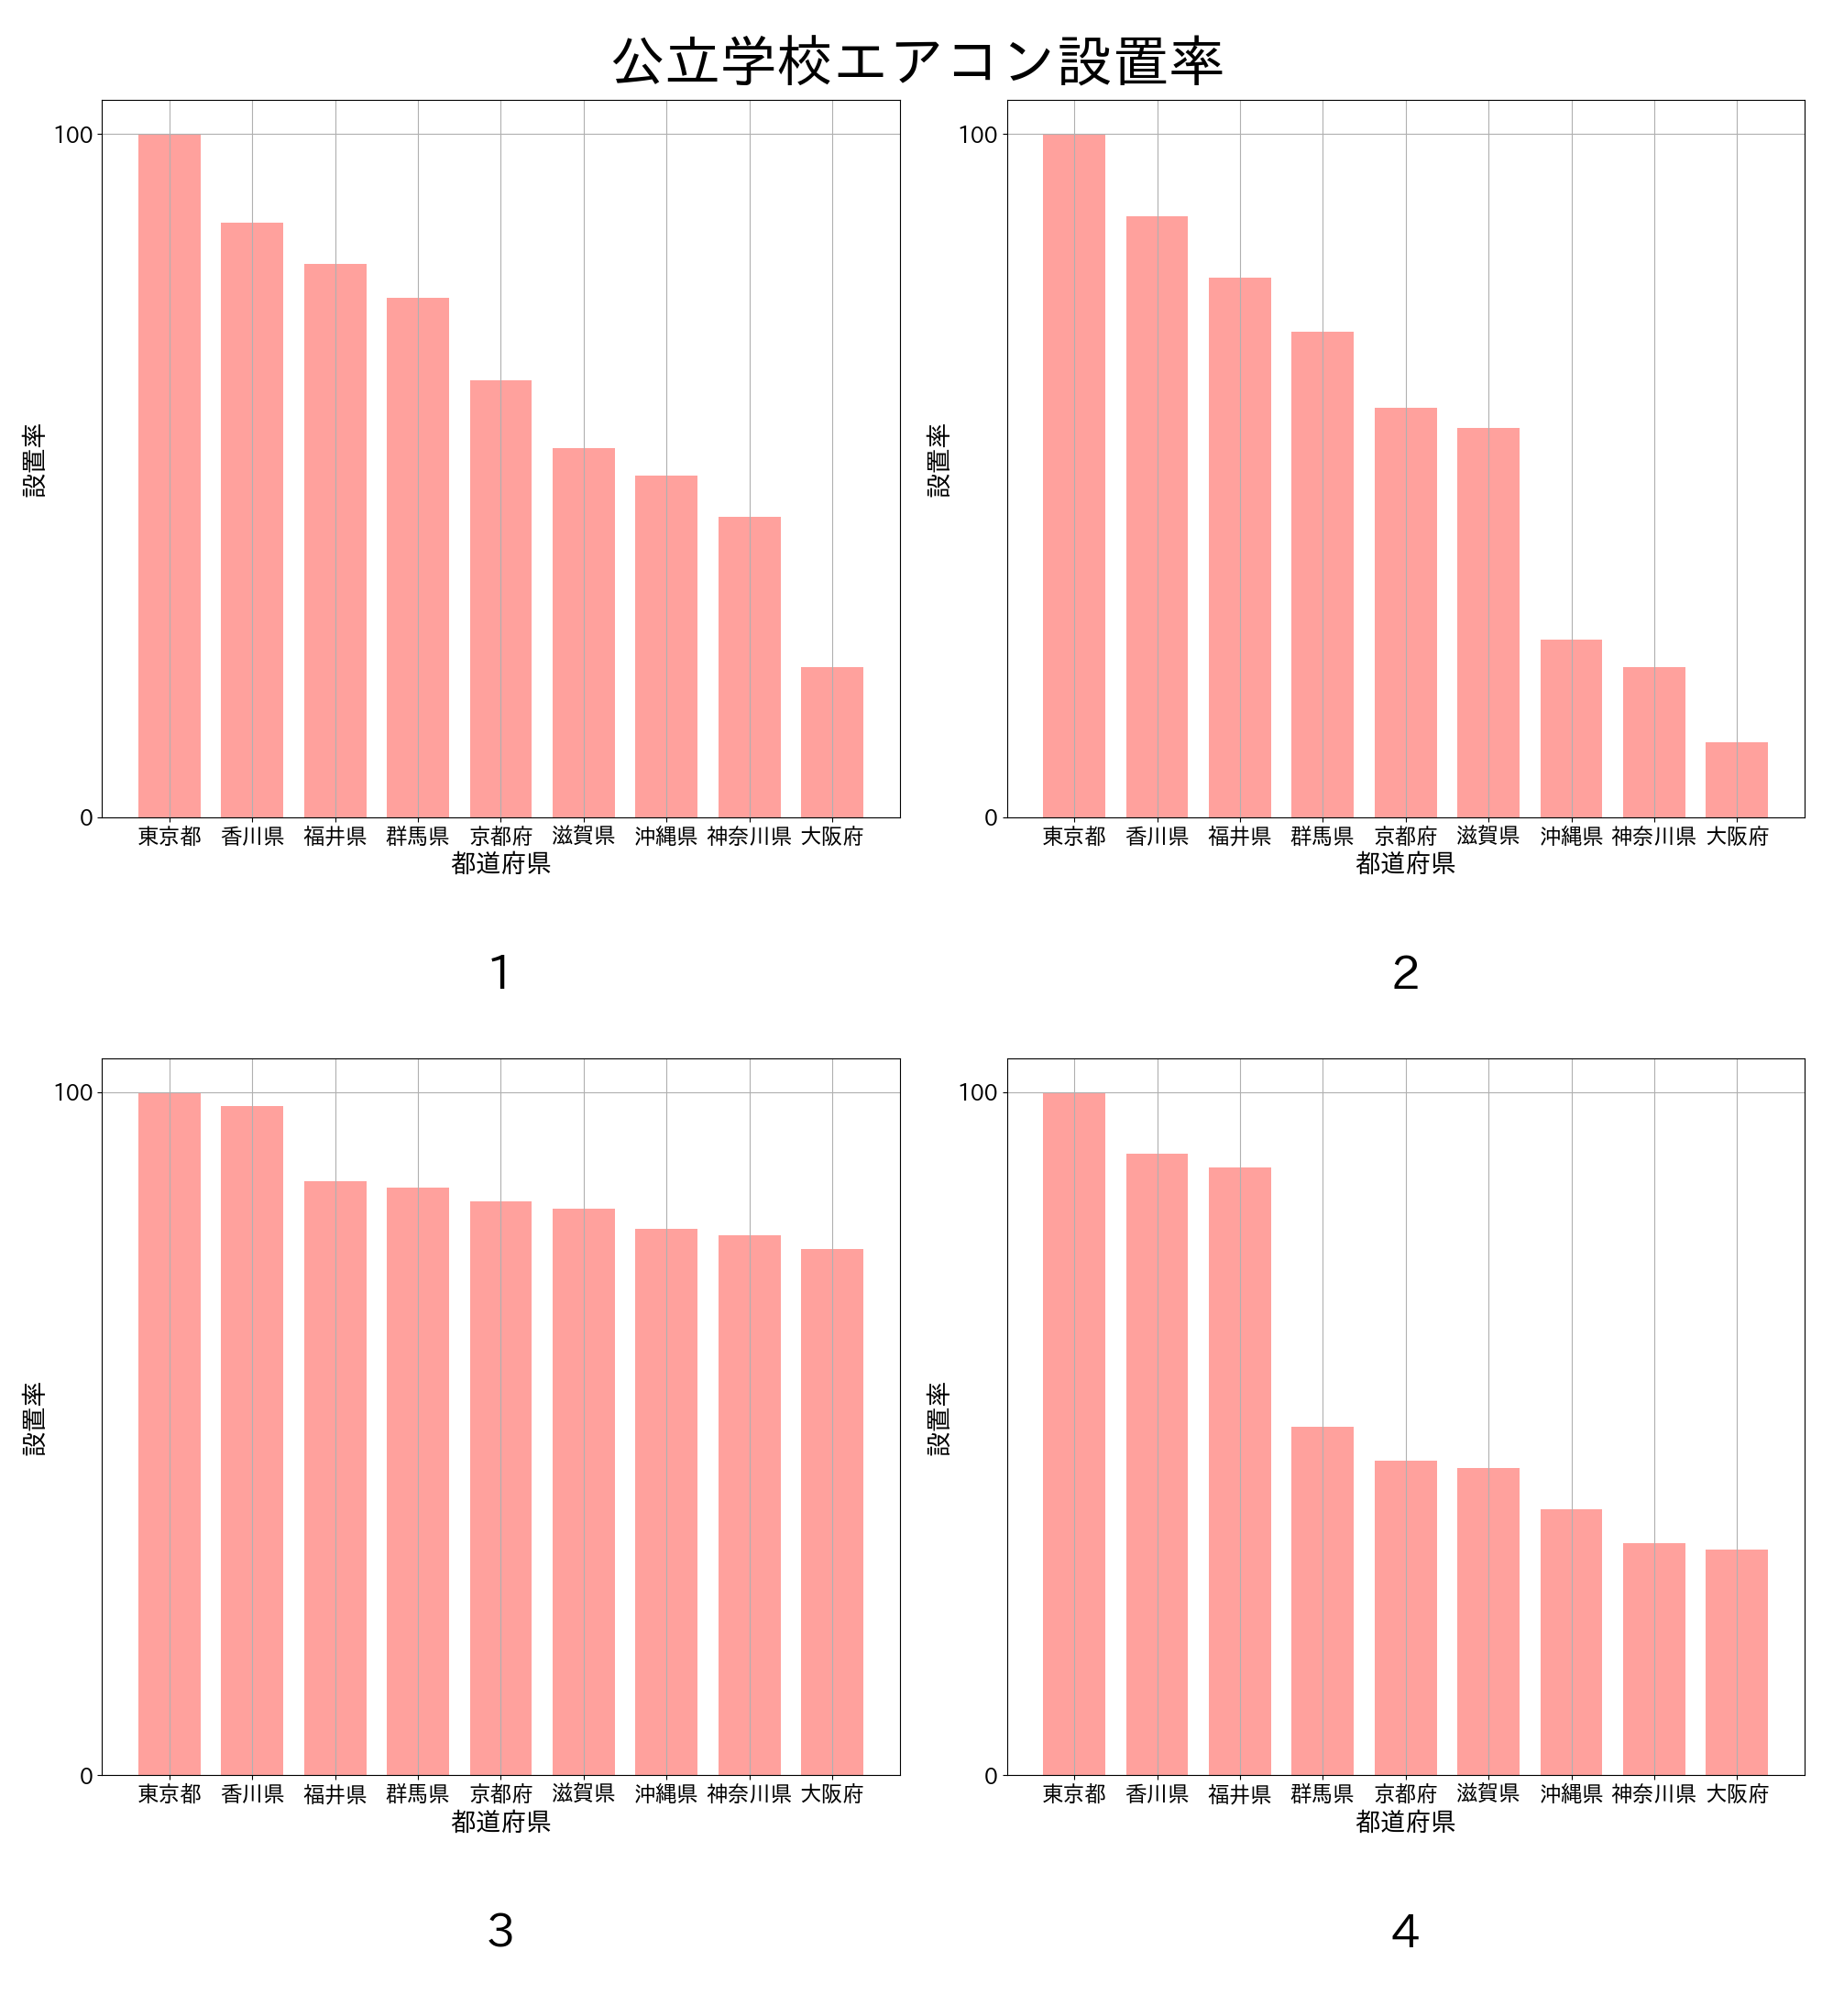 公立学校エアコン設置率
100
設置率
0
東京都 香川県 福井県 群馬県 京都府 滋賀県 沖縄県 神奈川県 大阪府
都道府県
1
100
設置率
0
東京都 香川県 福井県 群馬県 京都府 滋賀県 沖縄県 神奈川県 大阪府
都道府県
2
100
設置率
0
東京都 香川県 福井県 群馬県 京都府 滋賀県 沖縄県 神奈川県 大阪府
都道府県
3
100
設置率
0
東京都 香川県 福井県 群馬県 京都府 滋賀県 沖縄県 神奈川県 大阪府
都道府県
4